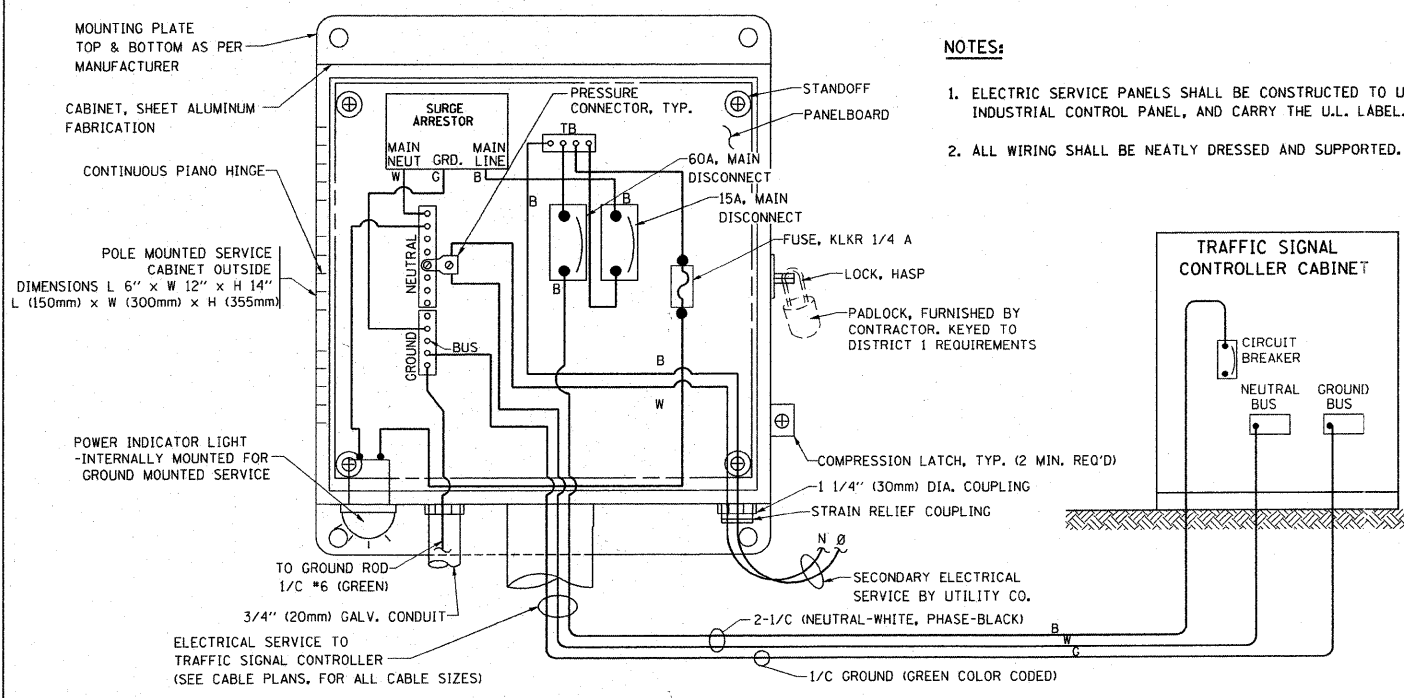 MOUNTING PLATE
TOP & BOTTOM AS PER
MANUFACTURER
CABINET, SHEET ALUMINUM
FABRICATION
CONTINUOUS PIANO HINGE
POLE MOUNTED SERVICE
CABINET OUTSIDE
DIMENSIONS L 6" x W 12" x H 14"
L (150mm) x W (300mm) x H (355mm)
POWER INDICATOR LIGHT
-INTERNALLY MOUNTED FOR
GROUND MOUNTED SERVICE
TO GROUND ROD
1/C #6 (GREEN)
3/4" (20mm) GALV. CONDUIT
ELECTRICAL SERVICE TO
TRAFFIC SIGNAL CONTROLLER
(SEE CABLE PLANS, FOR ALL CABLE SIZES)
SURGE
ARRESTOR
MAIN
NEUT
GRD.
MAIN
LINE
W
G
B
PRESSURE
CONNECTOR, TYP.
TB
NEUTRAL
GROUND
BUS
B
B
B
B
W
60A, MAIN
DISCONNECT
15A, MAIN
DISCONNECT
FUSE, KLKR 1/4 A
STANDOFF
PANELBOARD
LOCK, HASP
PADLOCK, FURNISHED BY
CONTRACTOR. KEYED TO
DISTRICT 1 REQUIREMENTS
COMPRESSION LATCH, TYP. (2 MIN. REQ'D)
1 1/4" (30mm) DIA. COUPLING
STRAIN RELIEF COUPLING
N Ø
SECONDARY ELECTRICAL
SERVICE BY UTILITY CO.
2-1/C (NEUTRAL-WHITE, PHASE-BLACK)
B
W
G
1/C GROUND (GREEN COLOR CODED)
NOTES:
1. ELECTRIC SERVICE PANELS SHALL BE CONSTRUCTED TO U
INDUSTRIAL CONTROL PANEL, AND CARRY THE U.L. LABEL.
2. ALL WIRING SHALL BE NEATLY DRESSED AND SUPPORTED.
TRAFFIC SIGNAL
CONTROLLER CABINET
CIRCUIT
BREAKER
NEUTRAL
BUS
GROUND
BUS